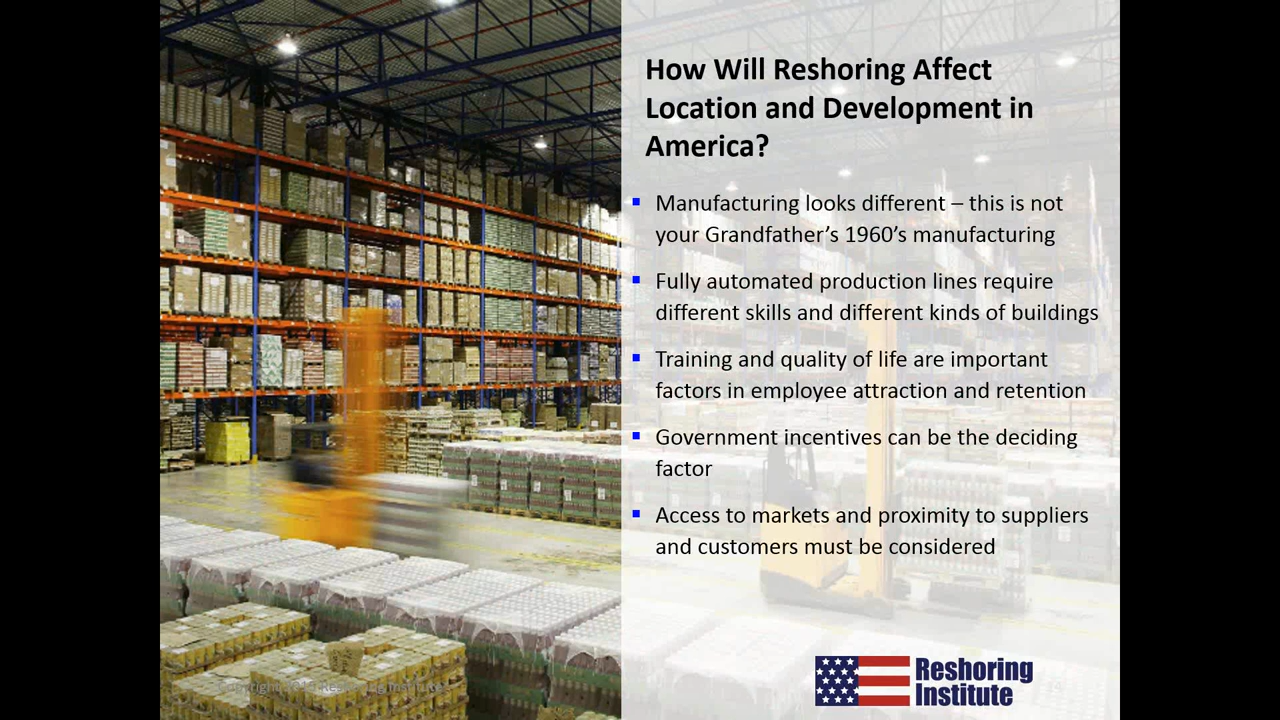 How Will Reshoring Affect
Location and Development in
America?
Manufacturing looks different – this is not
your Grandfather’s 1960’s manufacturing
Fully automated production lines require
different skills and different kinds of buildings
Training and quality of life are important
factors in employee attraction and retention
Government incentives can be the deciding
factor
Access to markets and proximity to suppliers
and customers must be considered
Reshoring
Institute
Reshoring Institute